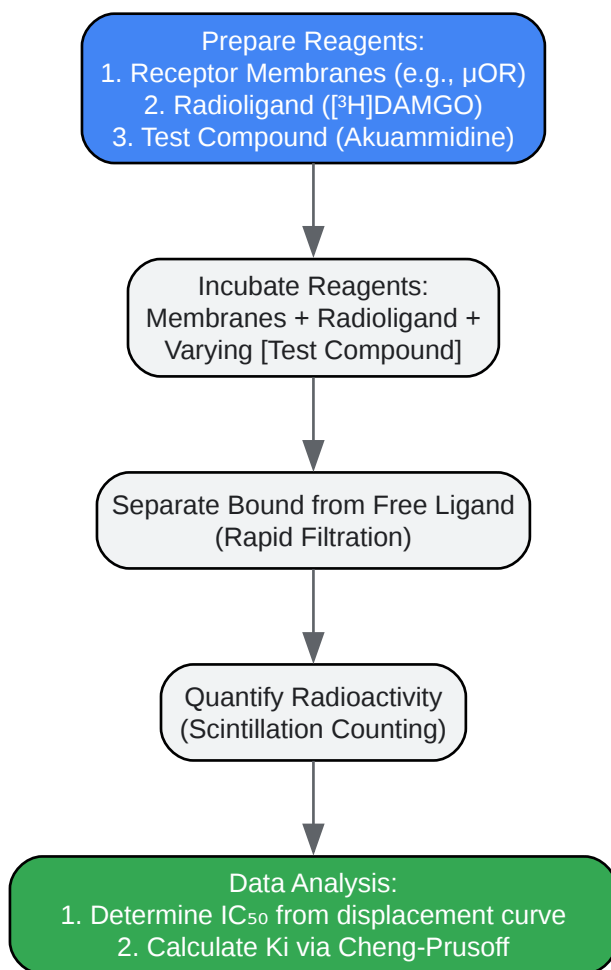 Prepare Reagents:
1. Receptor Membranes (e.g., µOR)
2. Radioligand ([³H]DAMGO)
3. Test Compound (Akuammidine)
Incubate Reagents:
Membranes + Radioligand +
Varying [Test Compound]
Separate Bound from Free Ligand
(Rapid Filtration)
Quantify Radioactivity
(Scintillation Counting)
Data Analysis:
1. Determine IC₅₀ from displacement curve
2. Calculate Ki via Cheng-Prusoff